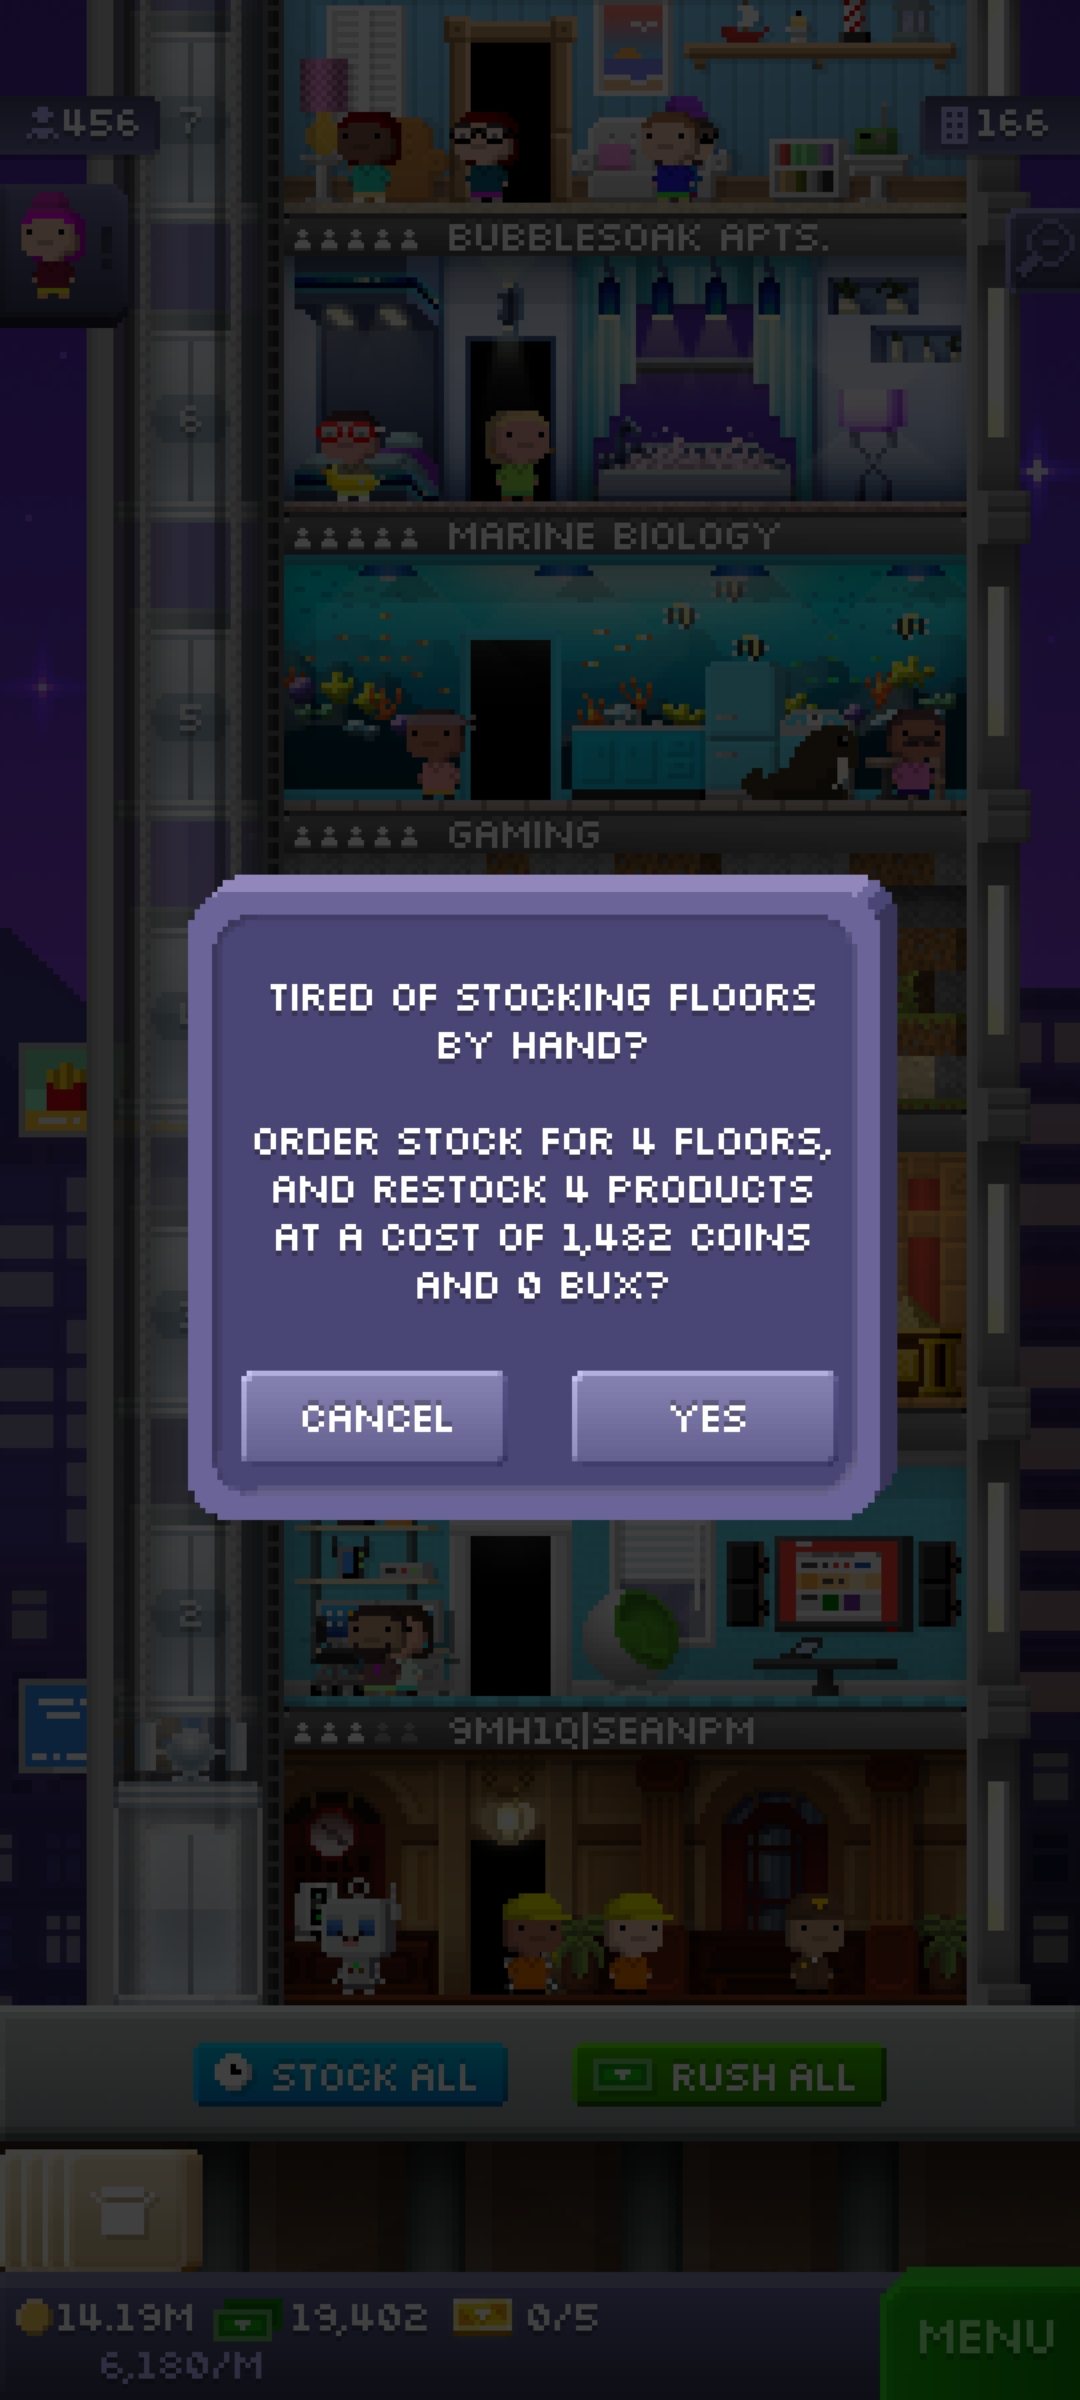 456
7
166
BUBBLESOAK APTS.
6
MARINE BIOLOGY
5
GAMING
TIRED OF STOCKING FLOORS
BY HAND?
ORDER STOCK FOR 4 FLOORS,
AND RESTOCK 4 PRODUCTS
AT A COST OF 1,482 COINS
AND 0 BUX?
CANCEL
YES
2
9MH1Q|SEANPM
STOCK ALL
RUSH ALL
14.19M
19,402
0/5
6,180/M
MENU